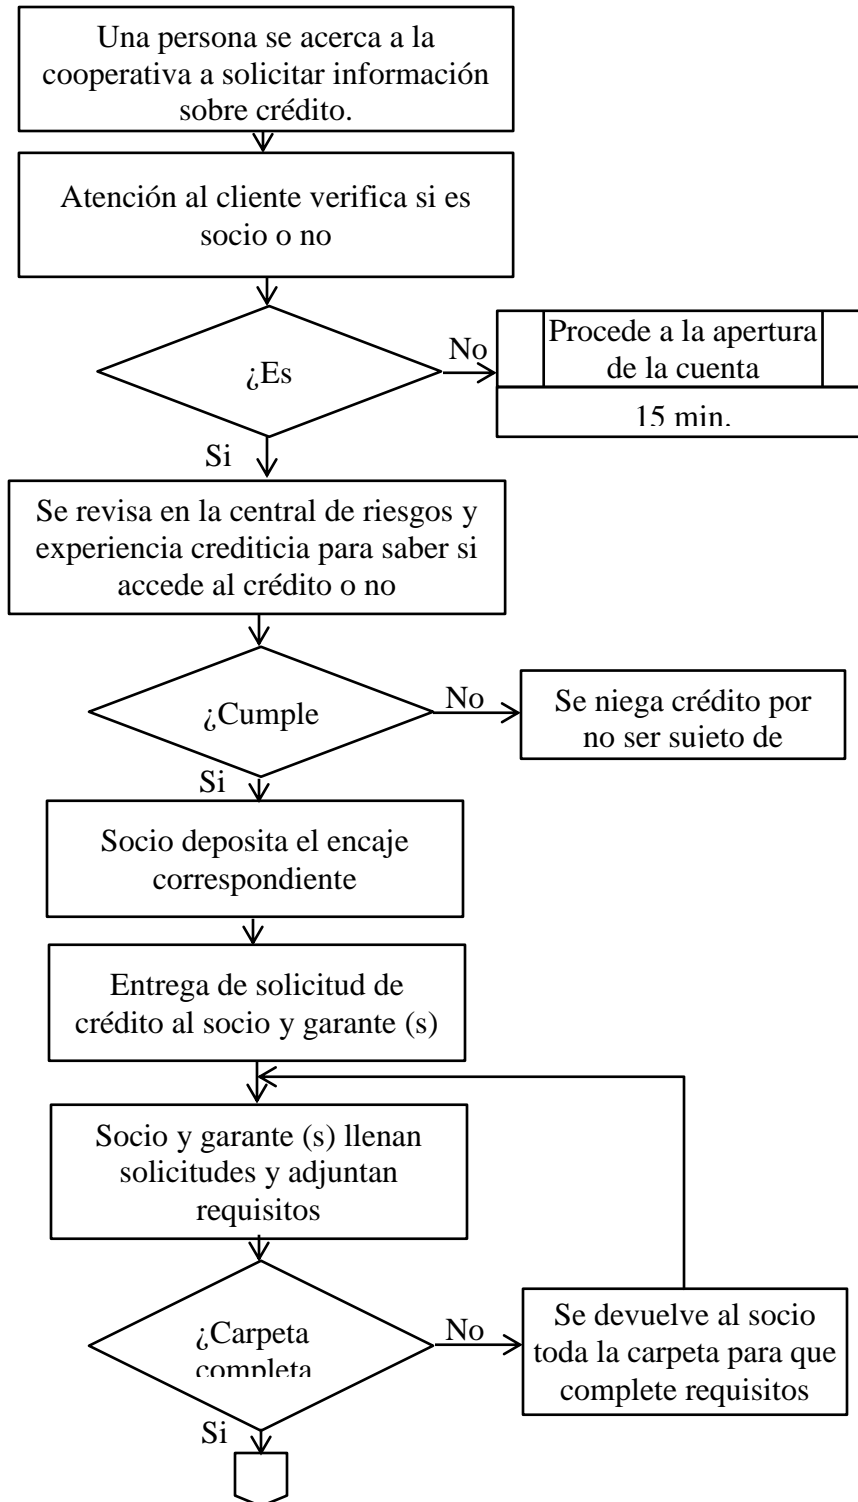 Una persona se acerca a la
cooperativa a solicitar información
sobre crédito.
Atención al cliente verifica si es
socio o no
¿Es
No
Procede a la apertura
de la cuenta
15 min.
Si
Se revisa en la central de riesgos y
experiencia crediticia para saber si
accede al crédito o no
¿Cumple
No
Se niega crédito por
no ser sujeto de
Si
Socio deposita el encaje
correspondiente
Entrega de solicitud de
crédito al socio y garante (s)
Socio y garante (s) llenan
solicitudes y adjuntan
requisitos
¿Carpeta
completa
No
Se devuelve al socio
toda la carpeta para que
complete requisitos
Si